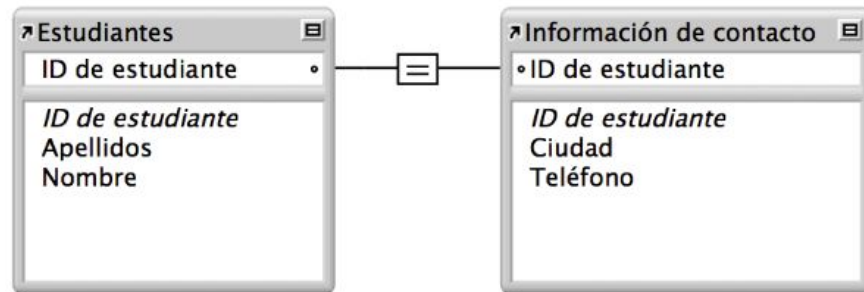 Estudiantes
ID de estudiante
ID de estudiante
Apellidos
Nombre
=
Información de contacto
ID de estudiante
ID de estudiante
Ciudad
Teléfono